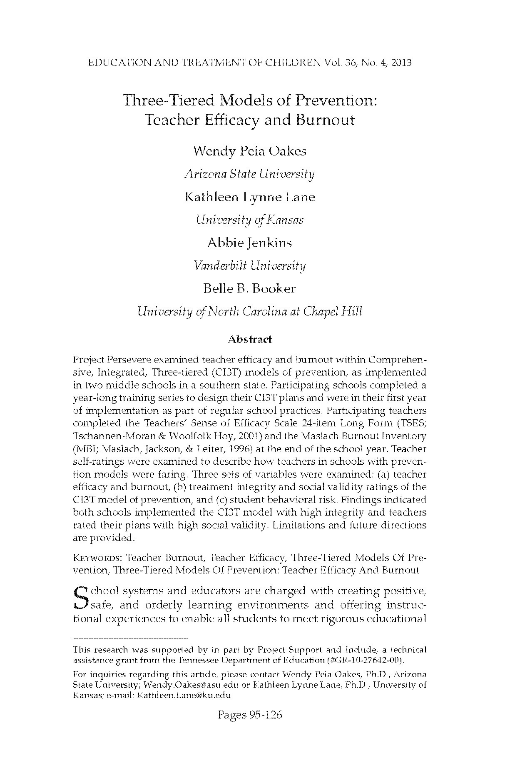 EDUCATION AND TREATMENT OF CHILDREN Vol. 36, No. 4, 2013
Three-Tiered Models of Prevention:
Teacher Efficacy and Burnout
Wendy Peia Oakes
Arizona State University
Kathleen Lynne Lane
University of Kansas
Abbie Jenkins
Vanderbilt University
Belle B. Booker
University of North Carolina at Chapel Hill
Abstract
Project Persevere examined teacher efficacy and burnout within Comprehen-
sive, Integrated, Three-tiered (CI3T) models of prevention, as implemented
in two middle schools in a southern state. Participating schools completed a
year-long training series to design their CI3T plans and were in their first year
of implementation as part of regular school practices. Participating teachers
completed the Teachers' Sense of Efficacy Scale 24-item Long Form (TSES;
Tschannen-Moran & Woolfolk Hoy, 2001) and the Maslach Burnout Inventory
(MBI; Maslach, Jackson, & Leiter, 1996) at the end of the school year. Teacher
self-ratings were examined to describe how teachers in schools with preven-
tion models were faring. Three sets of variables were examined: (a) teacher
efficacy and burnout, (b) treatment integrity and social validity ratings of the
CI3T model of prevention, and (c) student behavioral risk. Findings indicated
both schools implemented the CI3T model with high integrity and teachers
rated their plans with high social validity. Limitations and future directions
are provided.
Keywords: Teacher Burnout, Teacher Efficacy, Three-Tiered Models Of Pre-
vention, Three-Tiered Models Of Prevention: Teacher Efficacy And Burnout
School systems and educators are charged with creating positive,
safe, and orderly learning environments and offering instruc-
tional experiences to enable all students to meet rigorous educational
This research was supported by in part by Project Support and Include, a technical
assistance grant from the Tennessee Department of Education
For inquiries regarding this article, please contact Wendy Peia Oakes, Ph.D., Arizona
State University; Wendy.Oakes@asu.edu or Kathleen Lynne Lane, Ph.D., University of
Kansas; e-mail: Kathleen.Lane@ku.edu
Pages 95-126